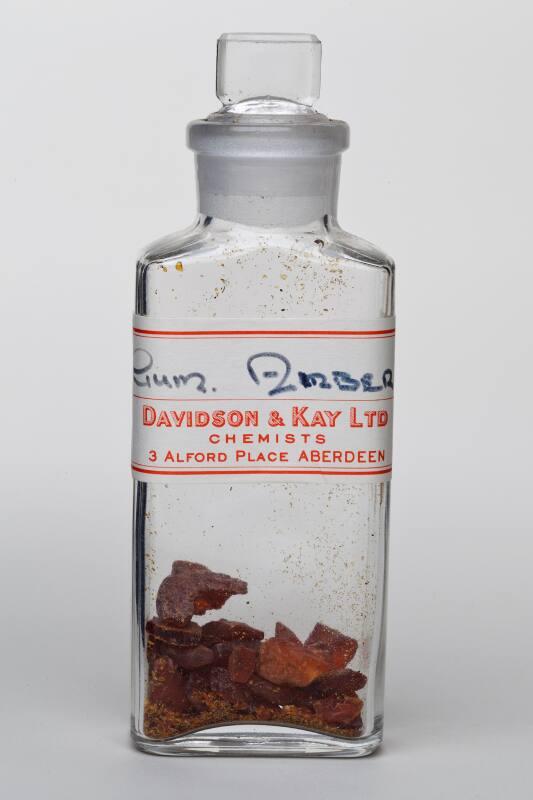 Gum. Amber
DAVIDSON & KAY LTD
CHEMISTS
3 ALFORD PLACE ABERDEEN